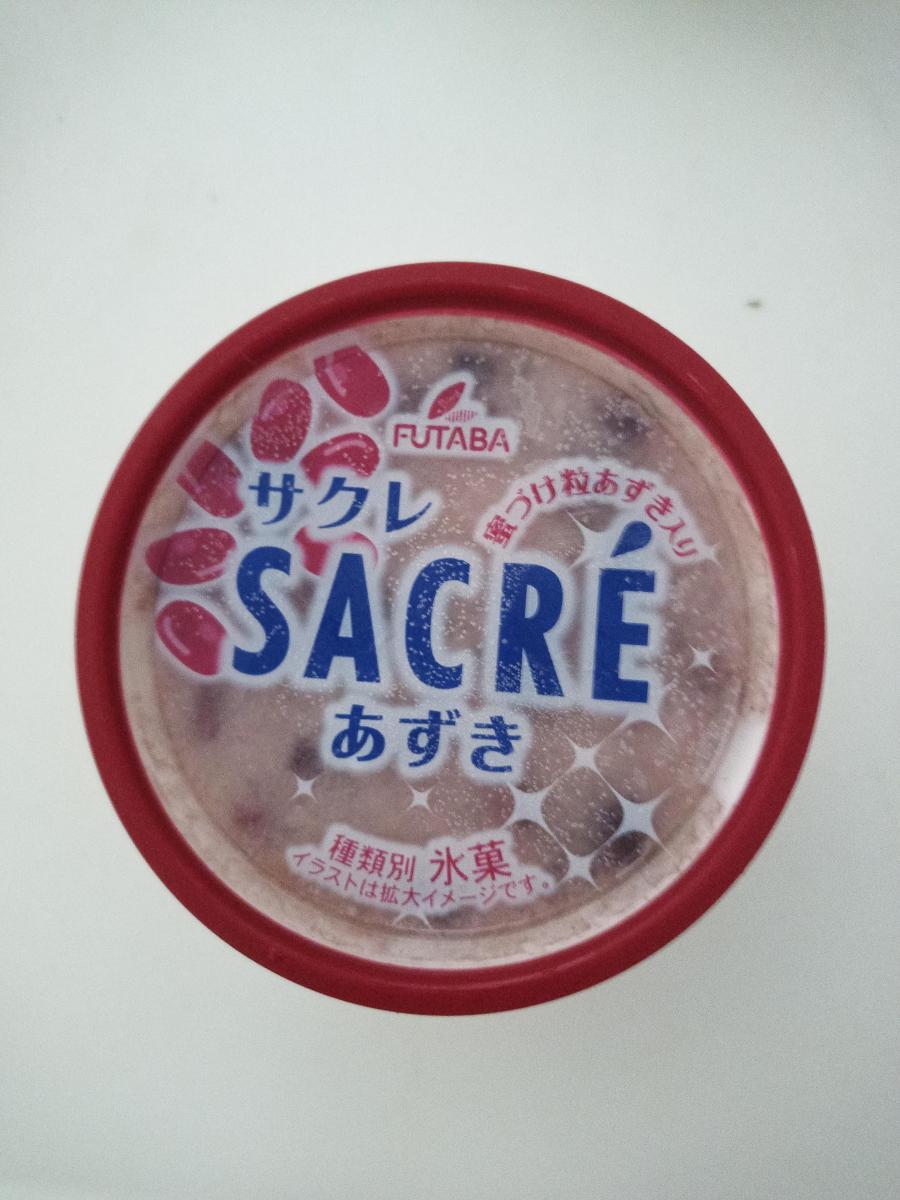 FUTABA
サクレ
蜜づけ粒あずき入り
SACRÉ
あずき
種類別 氷菓
イラストは拡大イメージです。